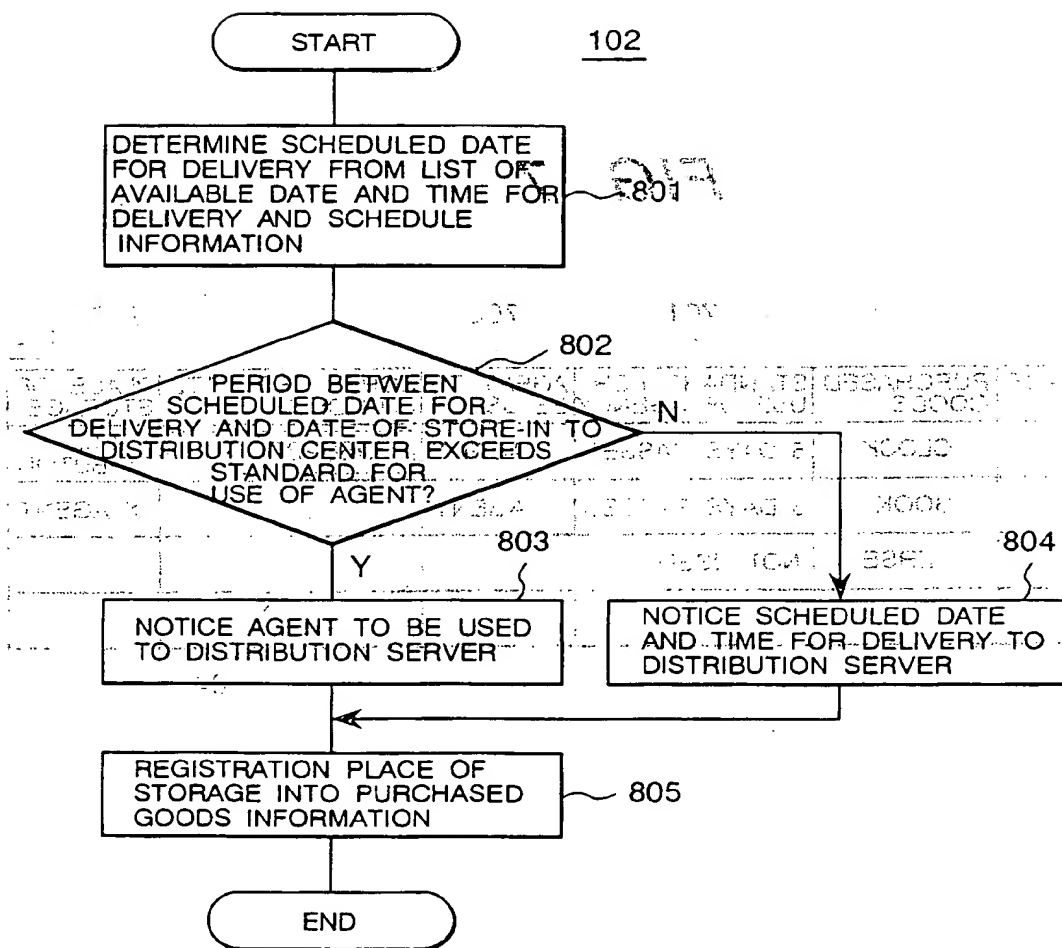 START
102
DETERMINE SCHEDULED DATE
FOR DELIVERY FROM LIST OF
AVAILABLE DATE AND TIME FOR
DELIVERY AND SCHEDULE
INFORMATION
801
802
PERIOD BETWEEN
SCHEDULED DATE FOR
DELIVERY AND DATE OF STORE-IN TO
DISTRIBUTION CENTER EXCEEDS
STANDARD FOR
USE OF AGENT?
N
Y
803
804
NOTICE AGENT TO BE USED
TO DISTRIBUTION SERVER
NOTICE SCHEDULED DATE
AND TIME FOR DELIVERY TO
DISTRIBUTION SERVER
REGISTRATION PLACE OF
STORAGE INTO PURCHASED
GOODS INFORMATION
805
END